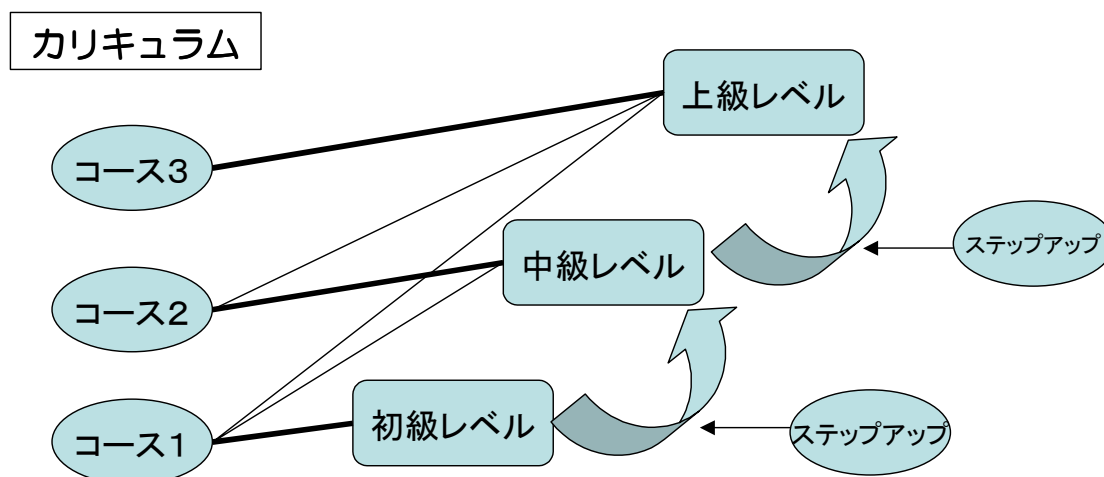 カリキュラム
上級レベル
コース3
ステップアップ
中級レベル
コース2
初級レベル
コース1
ステップアップ